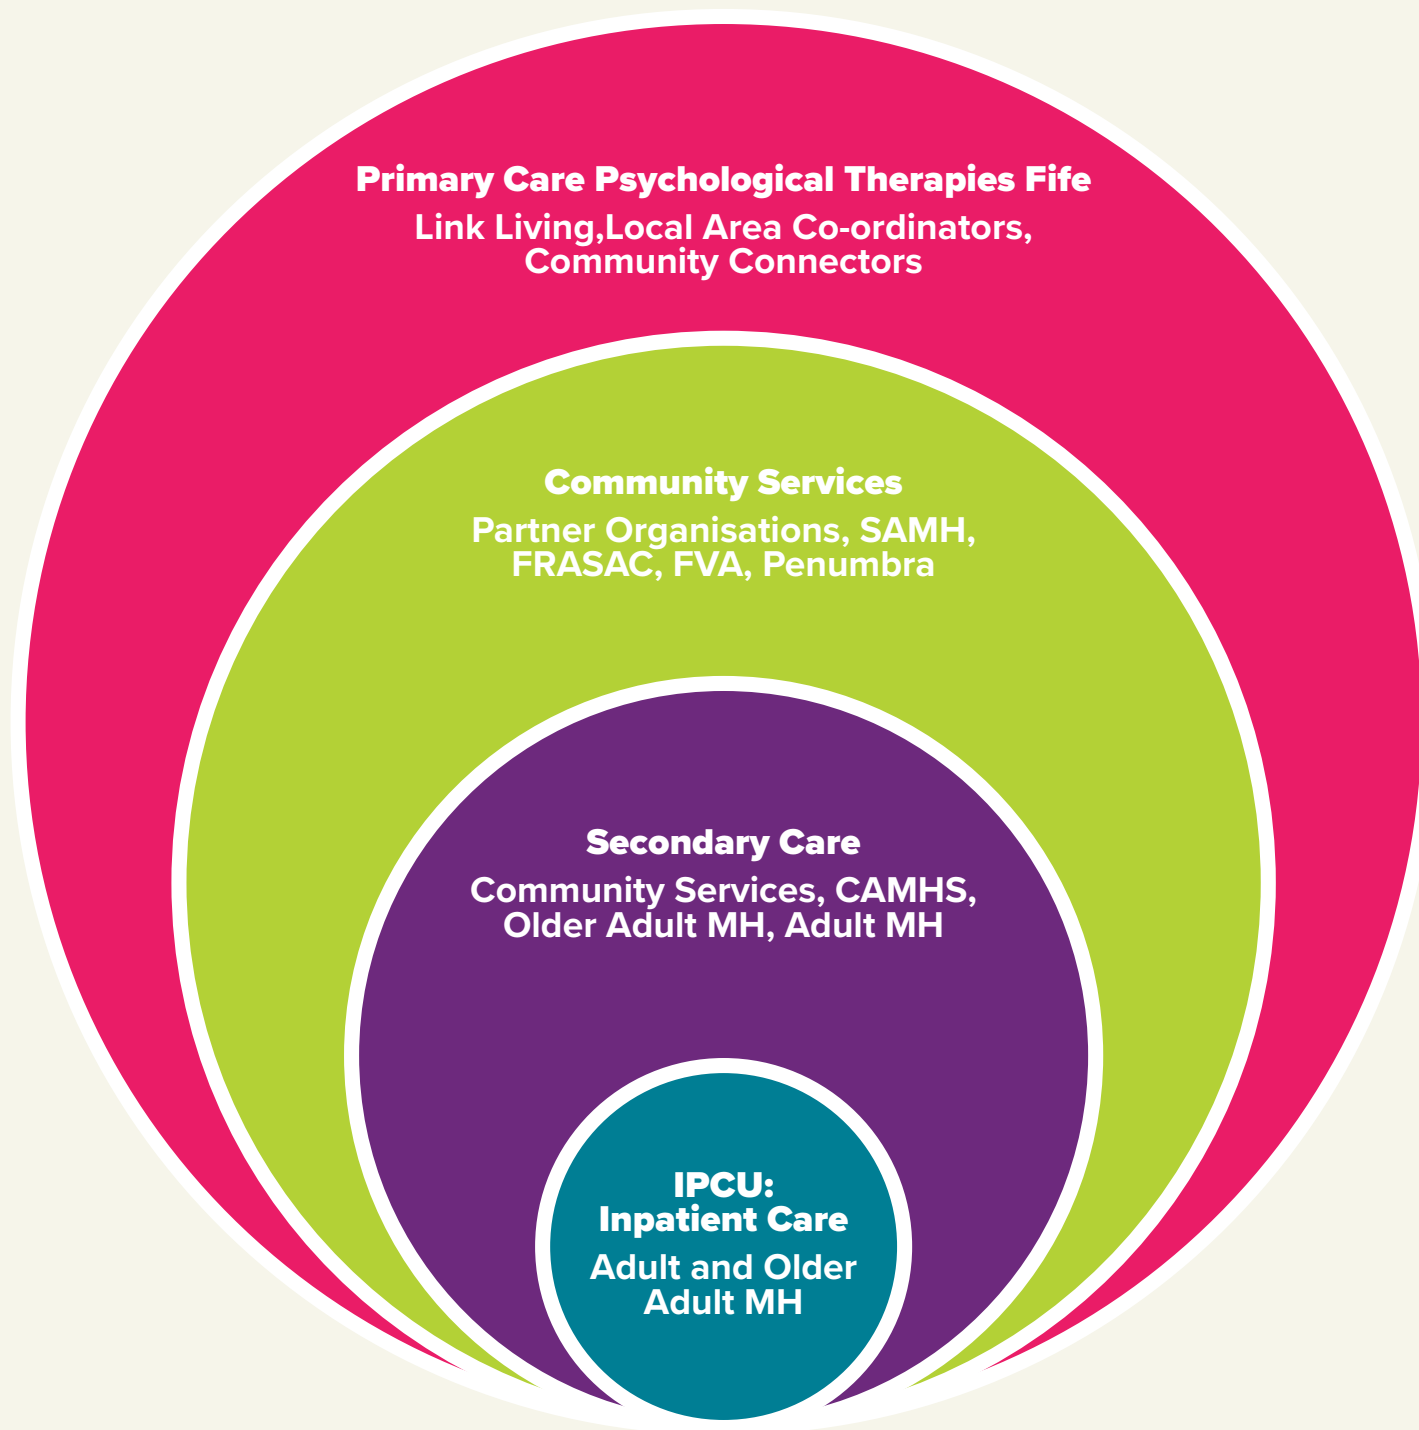 Primary Care Psychological Therapies Fife
Link Living,Local Area Co-ordinators,
Community Connectors
Community Services
Partner Organisations, SAMH,
FRASAC, FVA, Penumbra
Secondary Care
Community Services, CAMHS,
Older Adult MH, Adult MH
IPCU:
Inpatient Care
Adult and Older
Adult MH